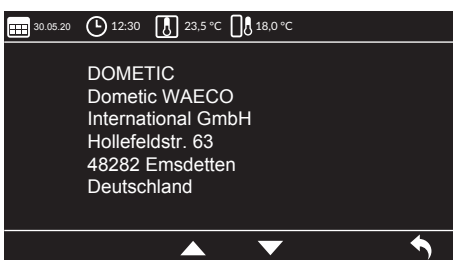 30.05.20 12:30 23,5 °C 18,0 °C
DOMETIC
Dometic WAECO
International GmbH
Hollefeldstr. 63
48282 Emsdetten
Deutschland